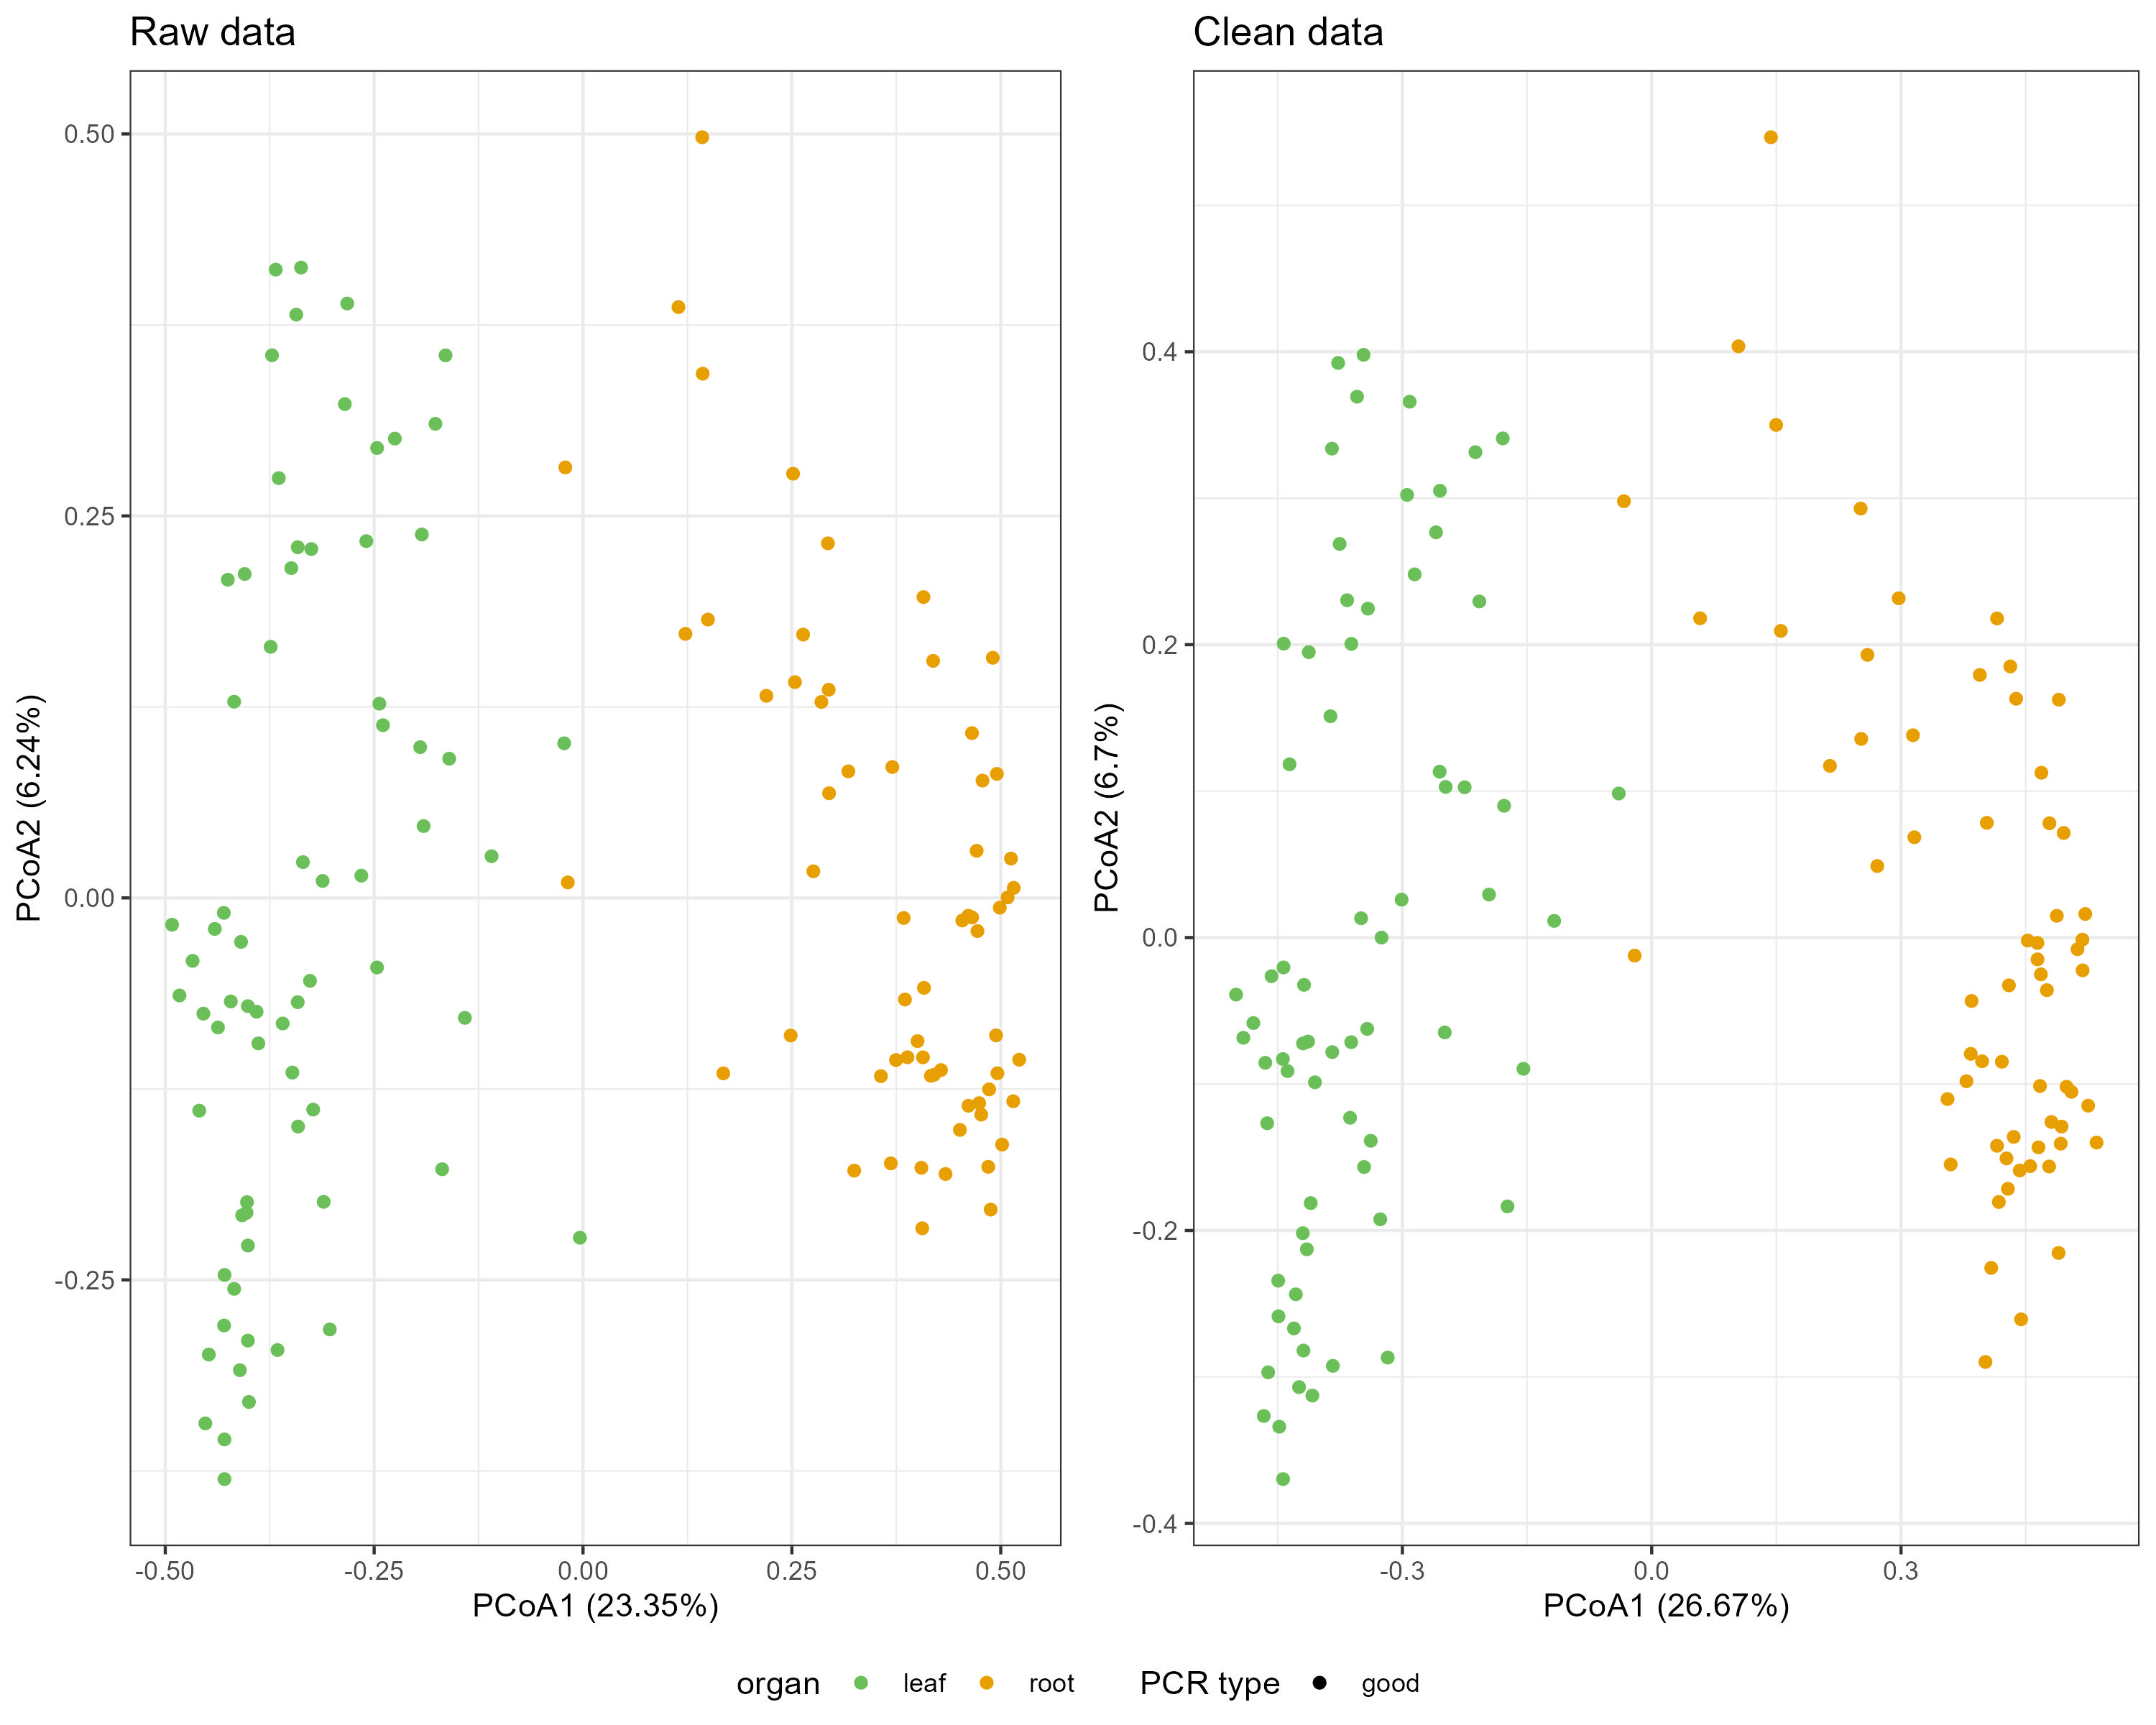 Raw data
0.50
0.25
0.00
-0.25
PCoA2 (6.24%)
-0.50 -0.25 0.00 0.25 0.50
PCoA1 (23.35%)
Clean data
0.4
0.2
0.0
-0.2
-0.4
PCoA2 (6.7%)
-0.3 0.0 0.3
PCoA1 (26.67%)
organ leaf root PCR type good